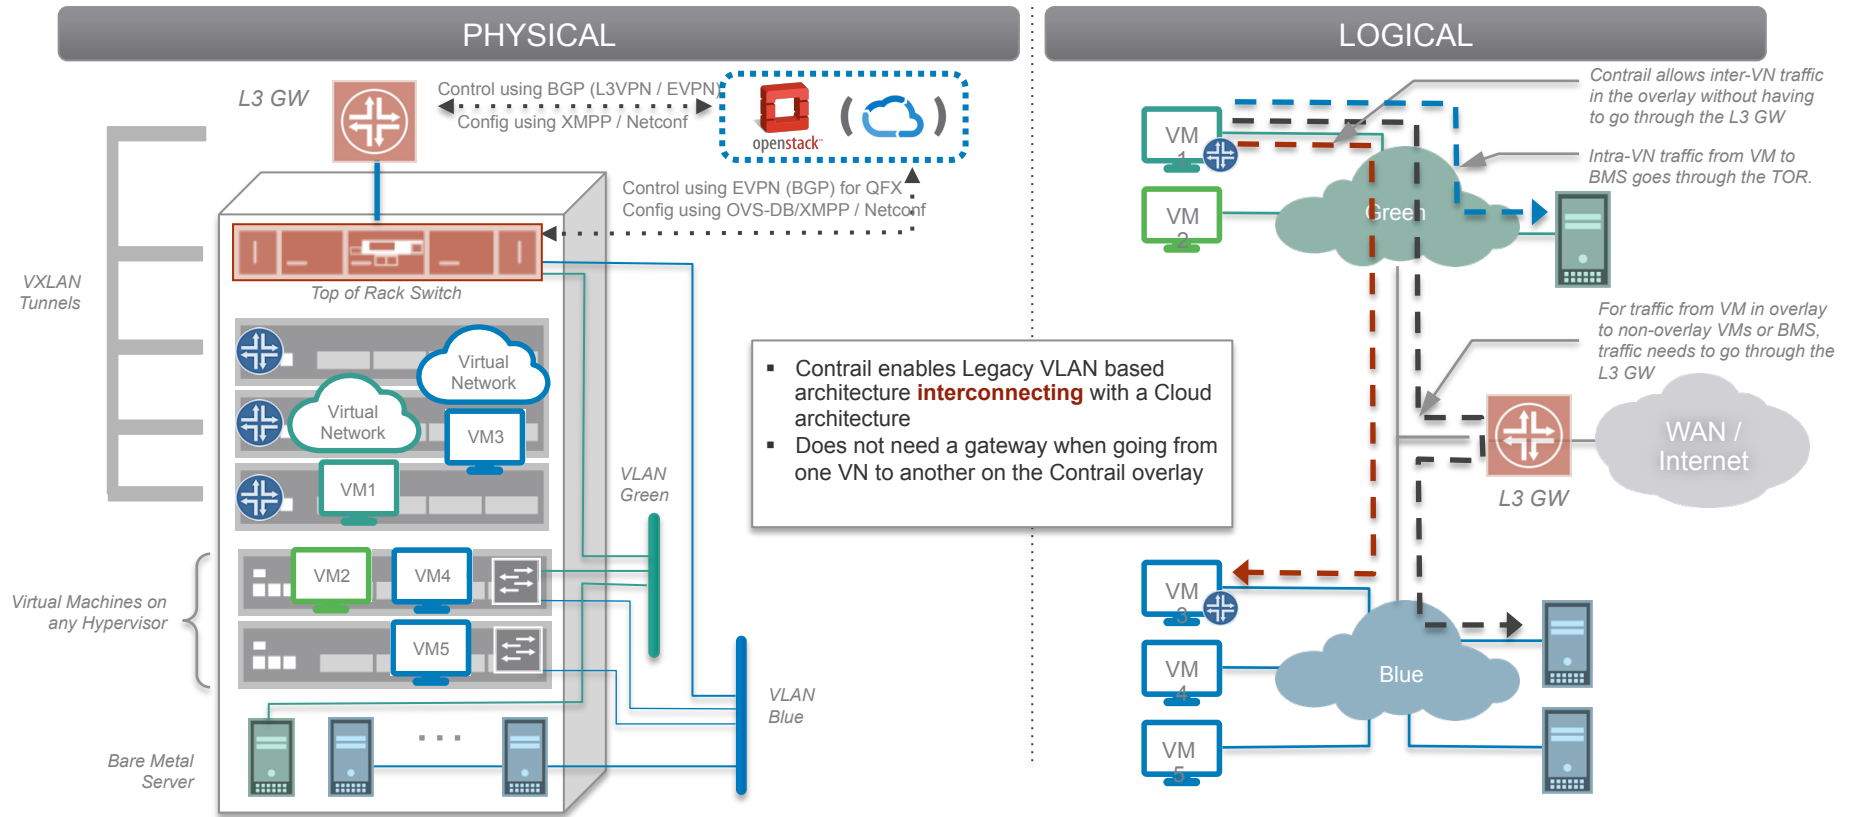 PHYSICAL
L3 GW
Control using BGP (L3VPN / EVPN)
Config using XMPP / Netconf
openstack™
Control using EVPN (BGP) for QFX
Config using OVS-DB/XMPP / Netconf
VXLAN
Tunnels
Top of Rack Switch
Virtual
Network
Virtual
Network
VM3
VM1
VLAN
Green
VM2
VM4
Virtual Machines on
any Hypervisor
VM5
VLAN
Blue
Bare Metal
Server
▪ Contrail enables Legacy VLAN based
architecture interconnecting with a Cloud
architecture
▪ Does not need a gateway when going from
one VN to another on the Contrail overlay
LOGICAL
Contrail allows inter-VN traffic
in the overlay without having
to go through the L3 GW
VM
1
Intra-VN traffic from VM to
BMS goes through the TOR.
VM
2
Green
For traffic from VM in overlay
to non-overlay VMs or BMS,
traffic needs to go through the
L3 GW
WAN /
Internet
L3 GW
VM
3
VM
4
Blue
VM
5